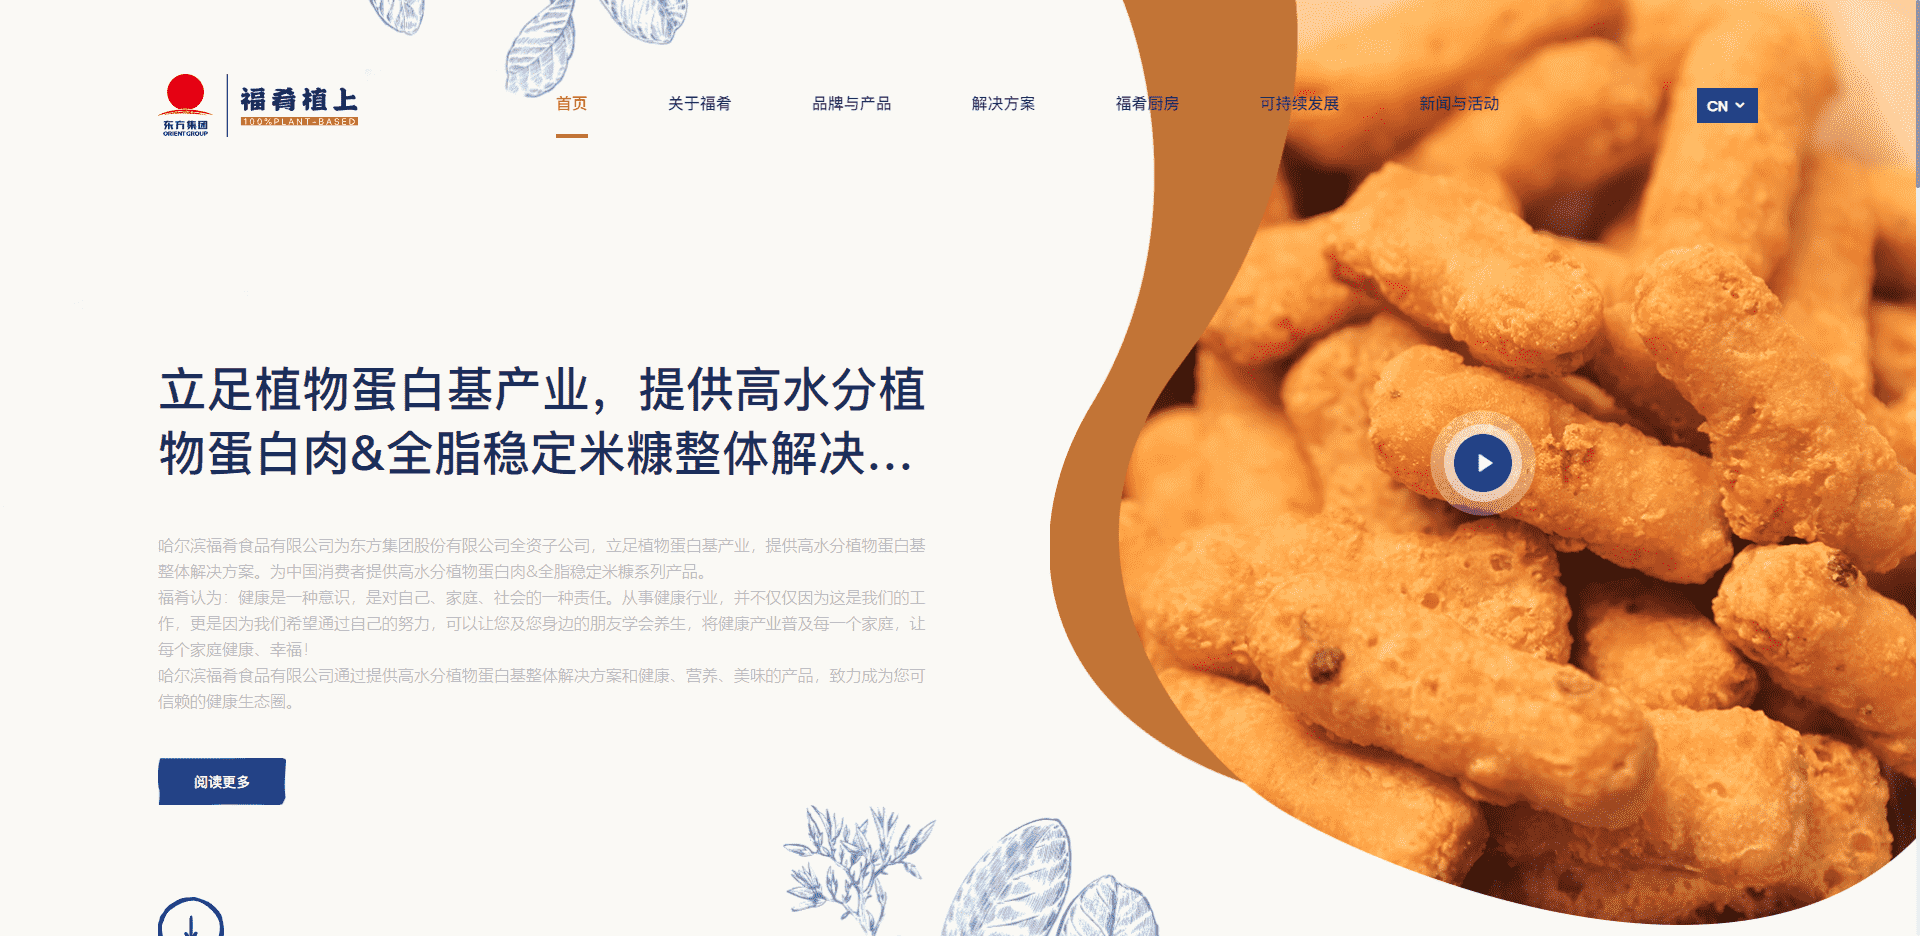 东方集团
ORIENT GROUP
福肴植上
100%PLANT-BASED
首页
关于福肴
品牌与产品
解决方案
福肴厨房
可持续发展
新闻与活动
CN
立足植物蛋白基产业，提供高水分植
物蛋白肉&全脂稳定米糠整体解决...
哈尔滨福肴食品有限公司为东方集团股份有限公司全资子公司，立足植物蛋白基产业，提供高水分植物蛋白基
整体解决方案。为中国消费者提供高水分植物蛋白肉&全脂稳定米糠系列产品。
福肴认为：健康是一种意识，是对自己、家庭、社会的一种责任。从事健康行业，并不仅仅因为这是我们的工
作，更是因为我们希望通过自己的努力，可以让您及您身边的朋友学会养生，将健康产业普及每一个家庭，让
每个家庭健康、幸福！
哈尔滨福肴食品有限公司通过提供高水分植物蛋白基整体解决方案和健康、营养、美味的产品，致力成为您可
信赖的健康生态圈。
阅读更多